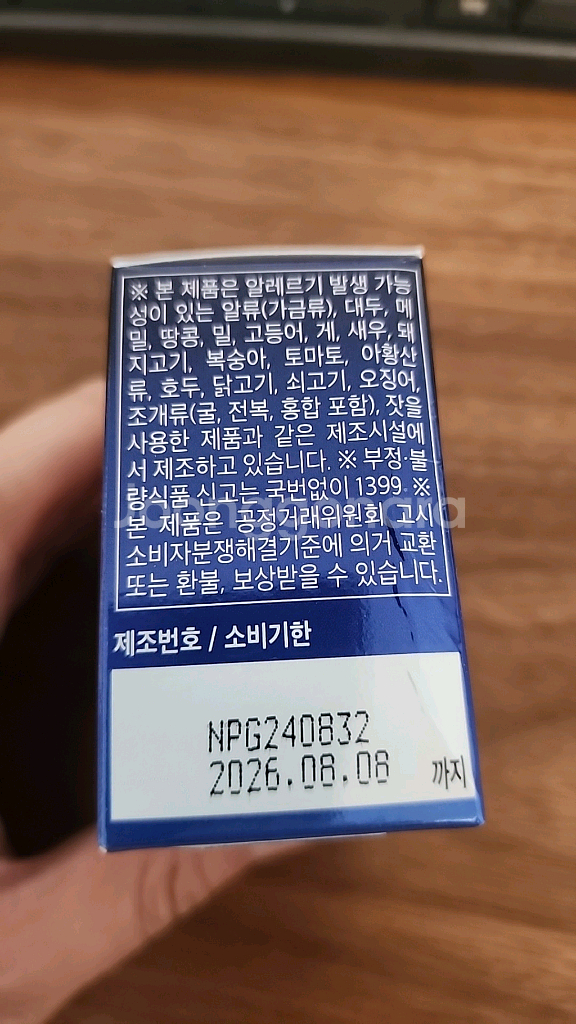 ※ 본 제품은 알레르기 발생 가능
성이 있는 알류(가금류), 대두, 메
밀, 땅콩, 밀, 고등어, 게, 새우, 돼
지고기, 복숭아, 토마토, 아황산
류, 호두, 닭고기, 쇠고기, 오징어,
조개류(굴, 전복, 홍합 포함), 잣을
사용한 제품과 같은 제조시설에
서 제조하고 있습니다. ※ 부정·불
량식품 신고는 국번없이 1399. ※
본 제품은 공정거래위원회 고시
소비자분쟁해결기준에 의거 교환
또는 환불, 보상받을 수 있습니다.
제조번호 / 소비기한
NPG240832
2026.08.08 까지
Joonggonara